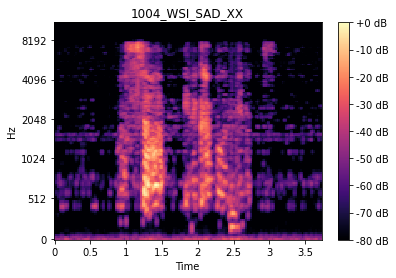 1004_WSI_SAD_XX
+0 dB
8192
-10 dB
4096
-20 dB
-30 dB
2048
Hz
-40 dB
1024
-50 dB
512
-60 dB
-70 dB
0
-80 dB
0 0.5 1 1.5 2 2.5 3 3.5
Time